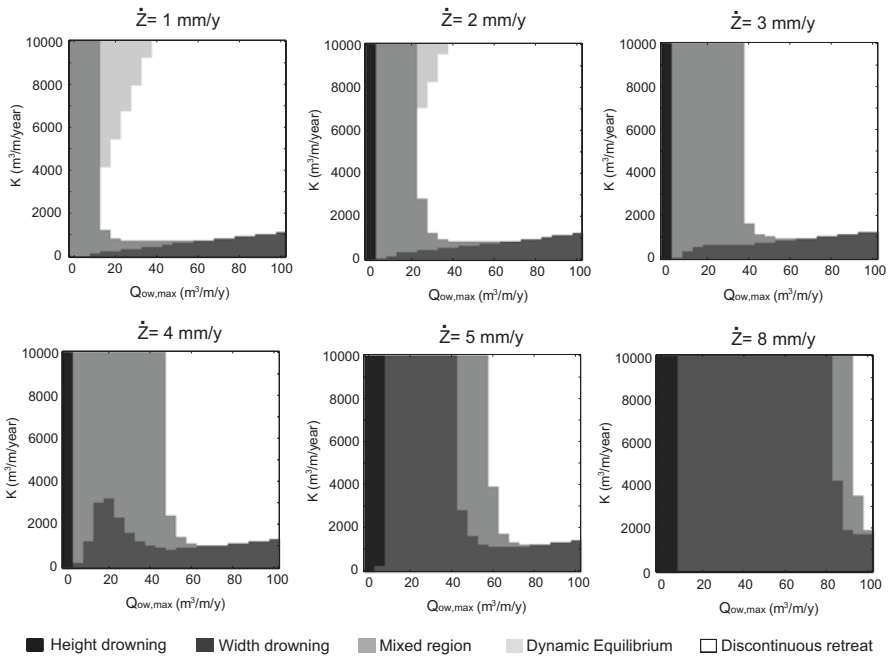 Ż= 1 mm/y
Ż= 2 mm/y
Ż= 3 mm/y
10000
8000
6000
4000
2000
0
K (m³/m/year)
0 20 40 60 80 100
Qow,max (m³/m/y)
10000
8000
6000
4000
2000
0
K (m³/m/year)
0 20 40 60 80 100
Qow,max (m³/m/y)
10000
8000
6000
4000
2000
0
K (m³/m/year)
0 20 40 60 80 100
Qow,max (m³/m/y)
Ż= 4 mm/y
Ż= 5 mm/y
Ż= 8 mm/y
10000
8000
6000
4000
2000
0
K (m³/m/year)
0 20 40 60 80 100
Qow,max (m³/m/y)
10000
8000
6000
4000
2000
0
K (m³/m/year)
0 20 40 60 80 100
Qow,max (m³/m/y)
10000
8000
6000
4000
2000
0
K (m³/m/year)
0 20 40 60 80 100
Qow,max (m³/m/y)
Height drowning Width drowning Mixed region Dynamic Equilibrium Discontinuous retreat